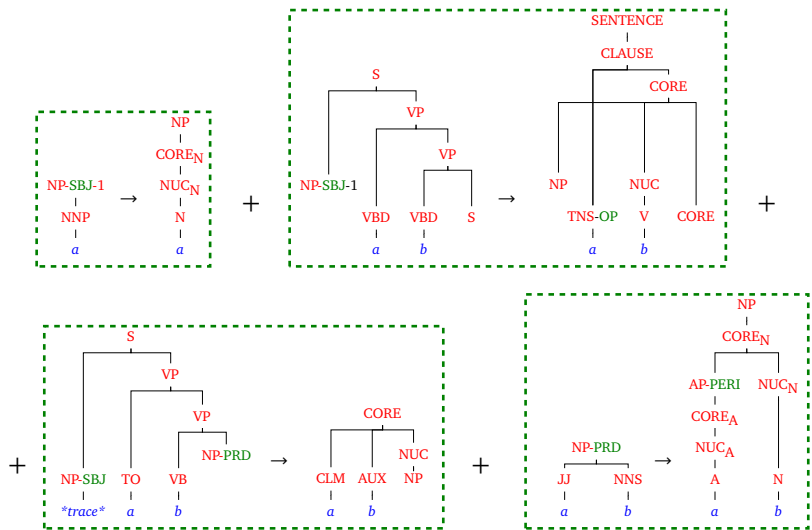 NP-SBJ-1
NNP
a
→
NP
CORE_N
NUC_N
N
a
+
S
VP
VP
NP-SBJ-1
VBD VBD S
a b
→
SENTENCE
CLAUSE
CORE
NP NUC
TNS-OP V CORE
a b
+
+
S
VP
VP
NP-PRD
NP-SBJ TO VB
*trace* a b
→
CORE
NUC
CLM AUX NP
a b
+
NP-PRD
JJ NNS
a b
→
NP
CORE_N
AP-PERI NUC_N
CORE_A
NUC_A
A N
a b